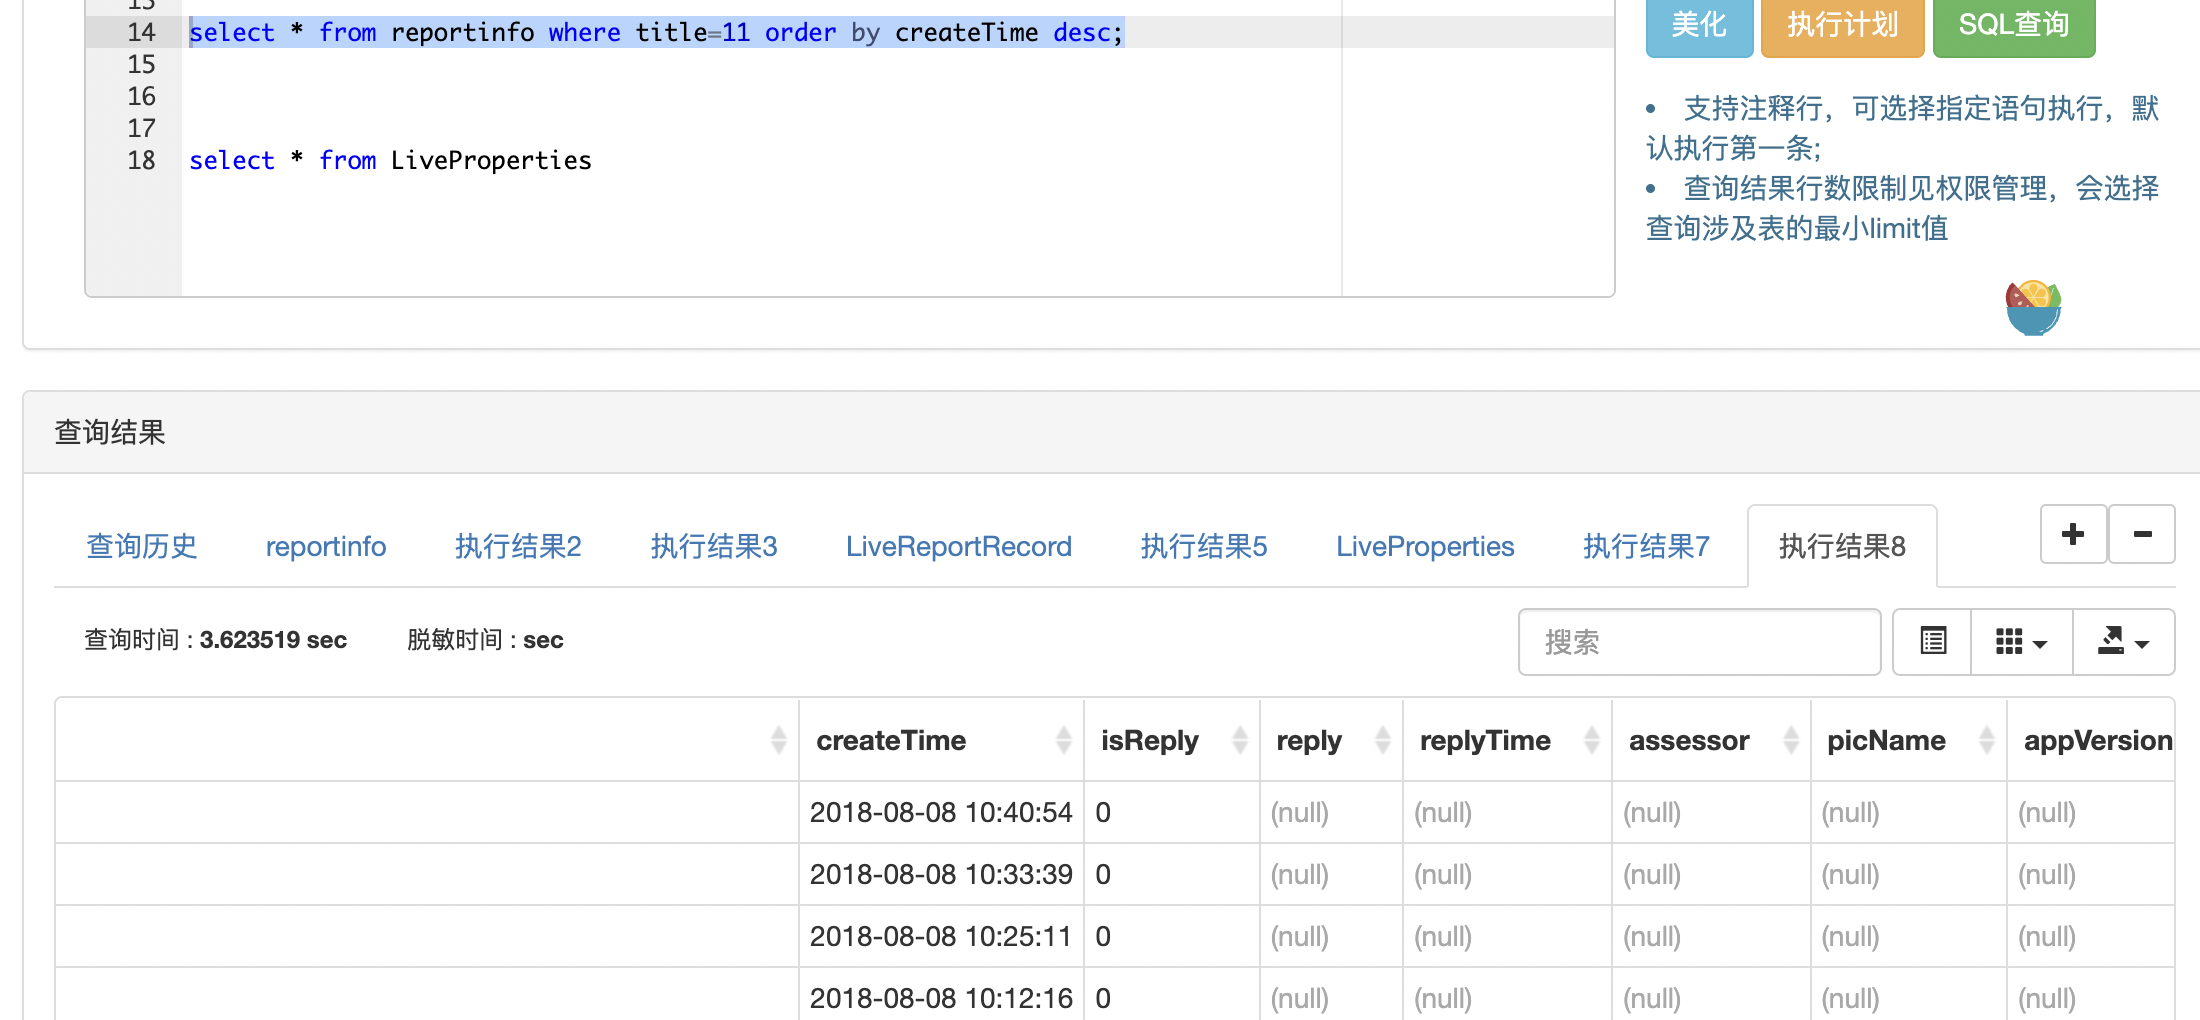 13
14 select * from reportinfo where title=11 order by createTime desc;
15
16
17
18 select * from LiveProperties
美化 执行计划 SQL查询
• 支持注释行，可选择指定语句执行，默
认执行第一条;
• 查询结果行数限制见权限管理，会选择
查询涉及表的最小limit值
查询结果
查询历史 reportinfo 执行结果2 执行结果3 LiveReportRecord 执行结果5 LiveProperties 执行结果7 执行结果8
查询时间 : 3.623519 sec 脱敏时间 : sec 搜索
createTime isReply reply replyTime assessor picName appVersion
2018-08-08 10:40:54 0 (null) (null) (null) (null) (null)
2018-08-08 10:33:39 0 (null) (null) (null) (null) (null)
2018-08-08 10:25:11 0 (null) (null) (null) (null) (null)
2018-08-08 10:12:16 0 (null) (null) (null) (null) (null)